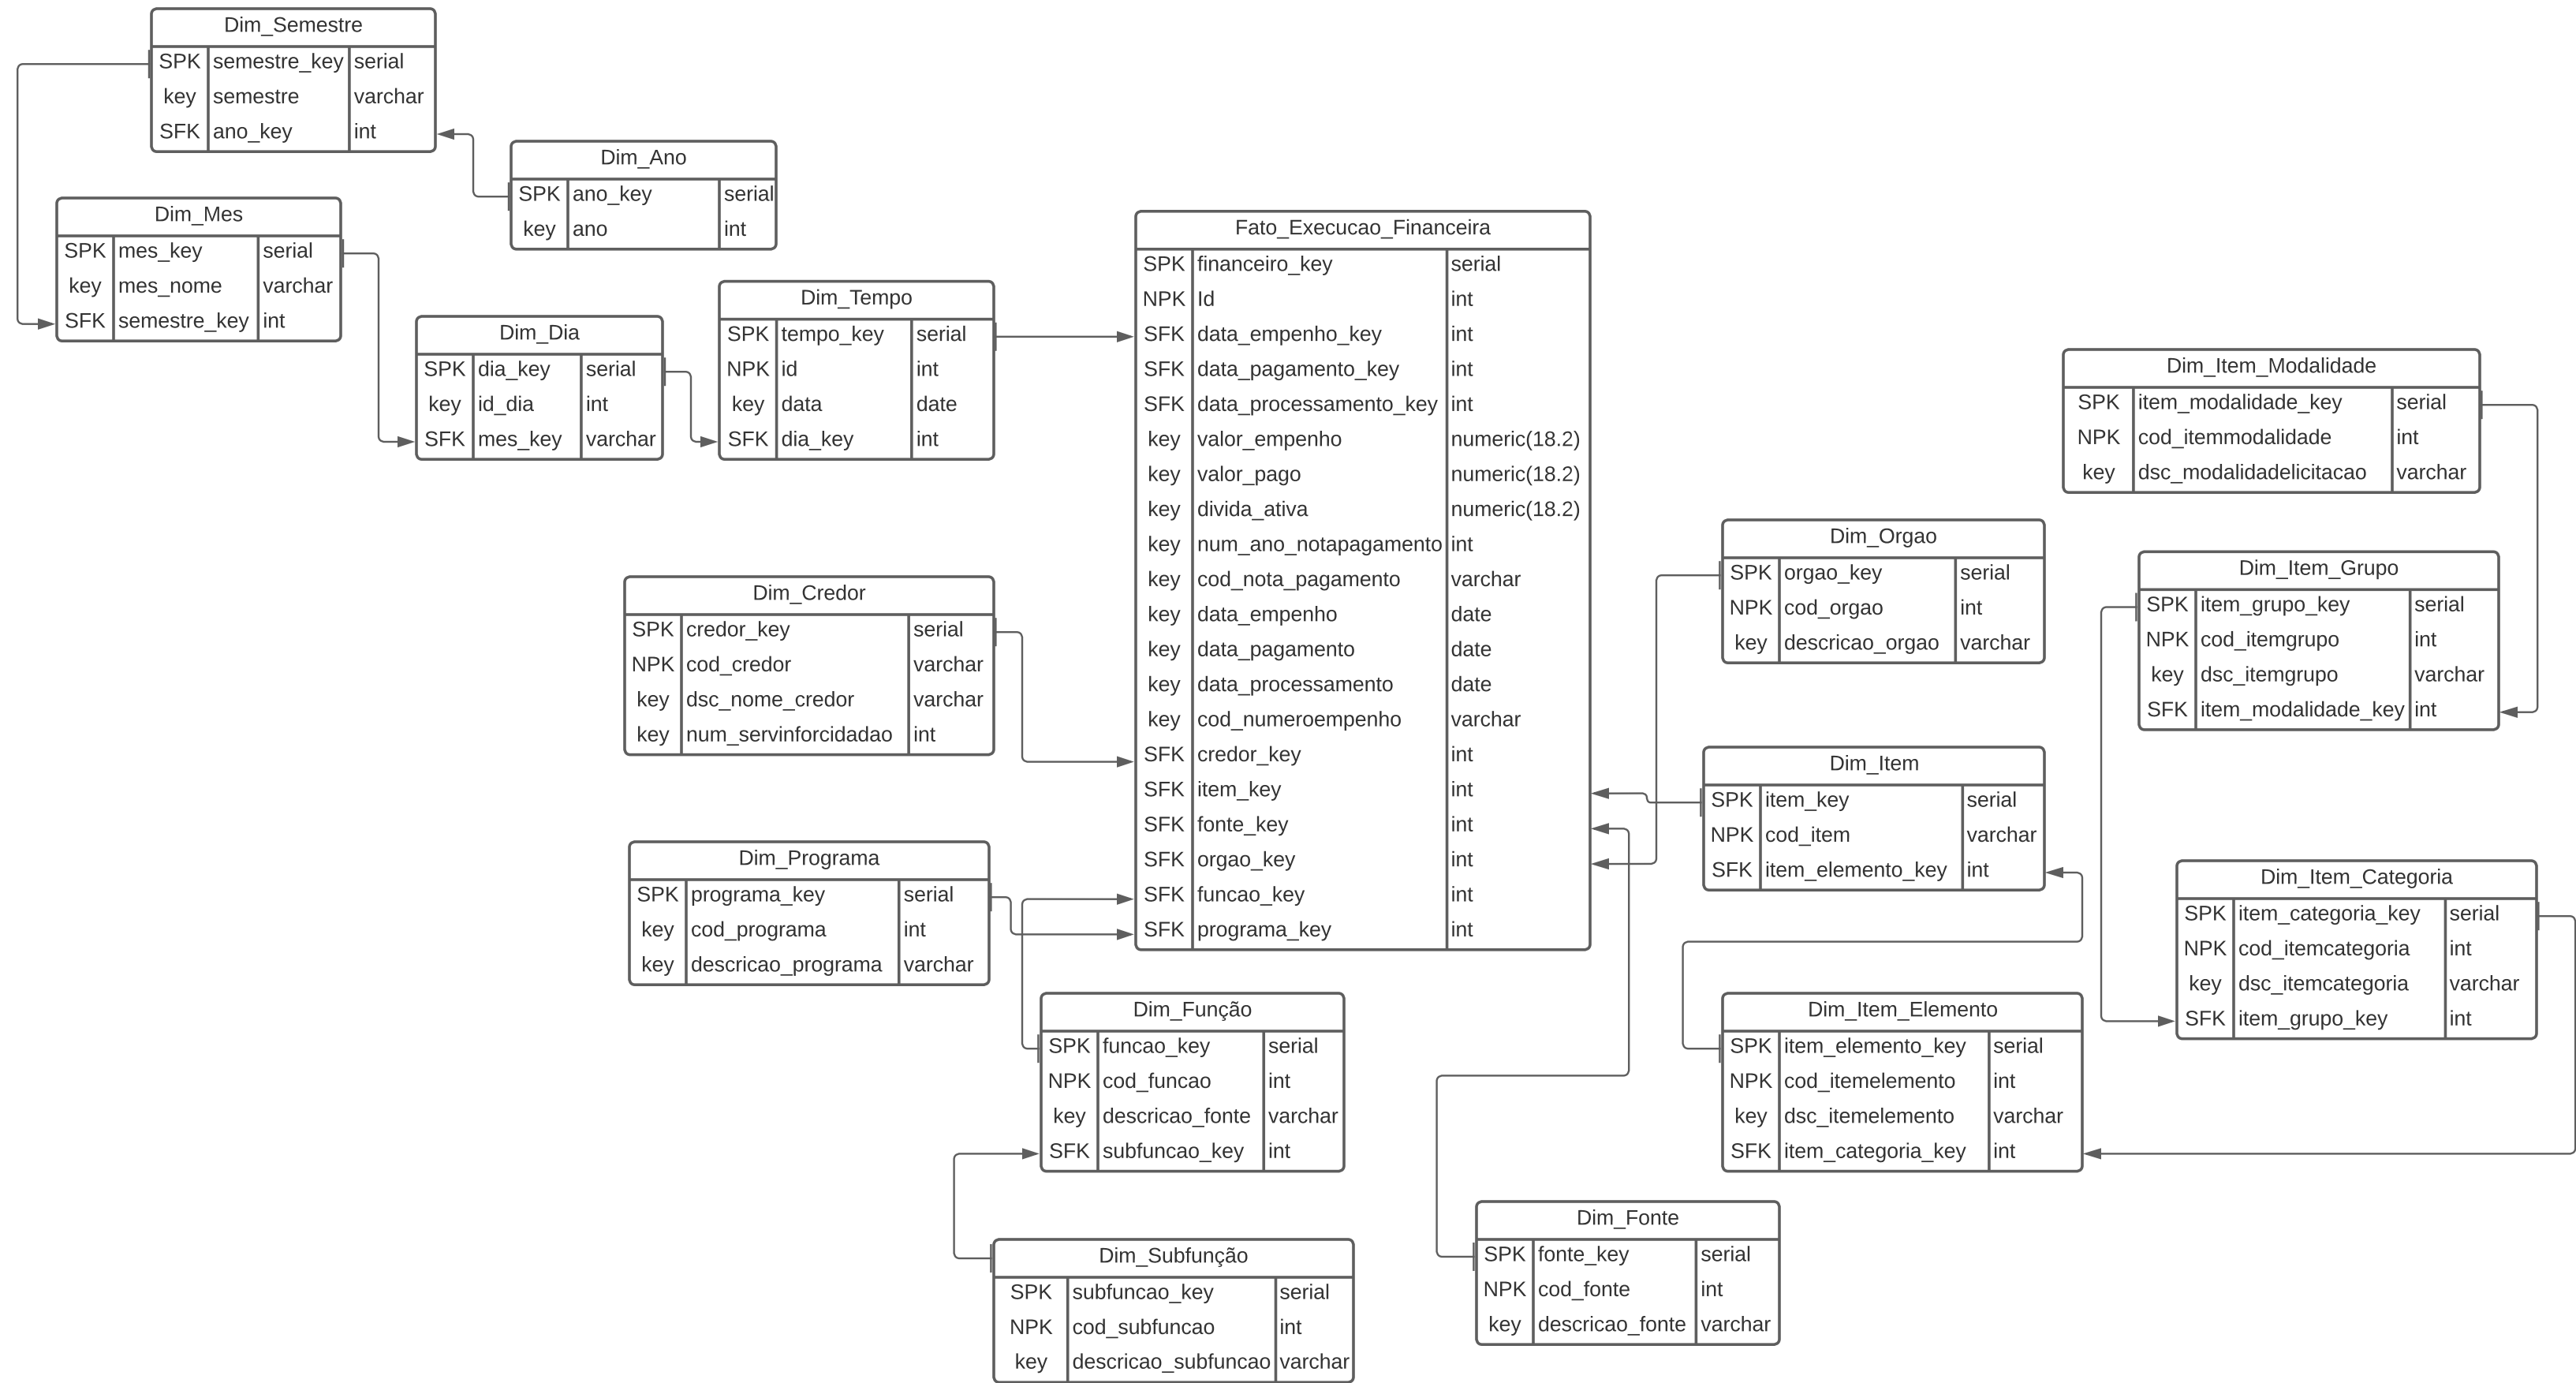 Dim_Semestre
SPK semestre_key serial
key semestre varchar
SFK ano_key int
Dim_Ano
SPK ano_key serial
key ano int
Dim_Mes
SPK mes_key serial
key mes_nome varchar
SFK semestre_key int
Dim_Dia
SPK dia_key serial
key id_dia int
SFK mes_key varchar
Dim_Tempo
SPK tempo_key serial
NPK id int
key data date
SFK dia_key int
Fato_Execucao_Financeira
SPK financeiro_key serial
NPK Id int
SFK data_empenho_key int
SFK data_pagamento_key int
SFK data_processamento_key int
key valor_empenho numeric(18.2)
key valor_pago numeric(18.2)
key divida_ativa numeric(18.2)
key num_ano_notapagamento int
key cod_nota_pagamento varchar
key data_empenho date
key data_pagamento date
key data_processamento date
key cod_numeroempenho varchar
SFK credor_key int
SFK item_key int
SFK fonte_key int
SFK orgao_key int
SFK funcao_key int
SFK programa_key int
Dim_Credor
SPK credor_key serial
NPK cod_credor varchar
key dsc_nome_credor varchar
key num_servinforcidadao int
Dim_Programa
SPK programa_key serial
key cod_programa int
key descricao_programa varchar
Dim_Função
SPK funcao_key serial
NPK cod_funcao int
key descricao_fonte varchar
SFK subfuncao_key int
Dim_Subfunção
SPK subfuncao_key serial
NPK cod_subfuncao int
key descricao_subfuncao varchar
Dim_Item_Modalidade
SPK item_modalidade_key serial
NPK cod_itemmodalidade int
key dsc_modalidadelicitacao varchar
Dim_Orgao
SPK orgao_key serial
NPK cod_orgao int
key descricao_orgao varchar
Dim_Item_Grupo
SPK item_grupo_key serial
NPK cod_itemgrupo int
key dsc_itemgrupo varchar
SFK item_modalidade_key int
Dim_Item
SPK item_key serial
NPK cod_item varchar
SFK item_elemento_key int
Dim_Item_Categoria
SPK item_categoria_key serial
NPK cod_itemcategoria int
key dsc_itemcategoria varchar
SFK item_grupo_key int
Dim_Item_Elemento
SPK item_elemento_key serial
NPK cod_itemelemento int
key dsc_itemelemento varchar
SFK item_categoria_key int
Dim_Fonte
SPK fonte_key serial
NPK cod_fonte int
key descricao_fonte varchar